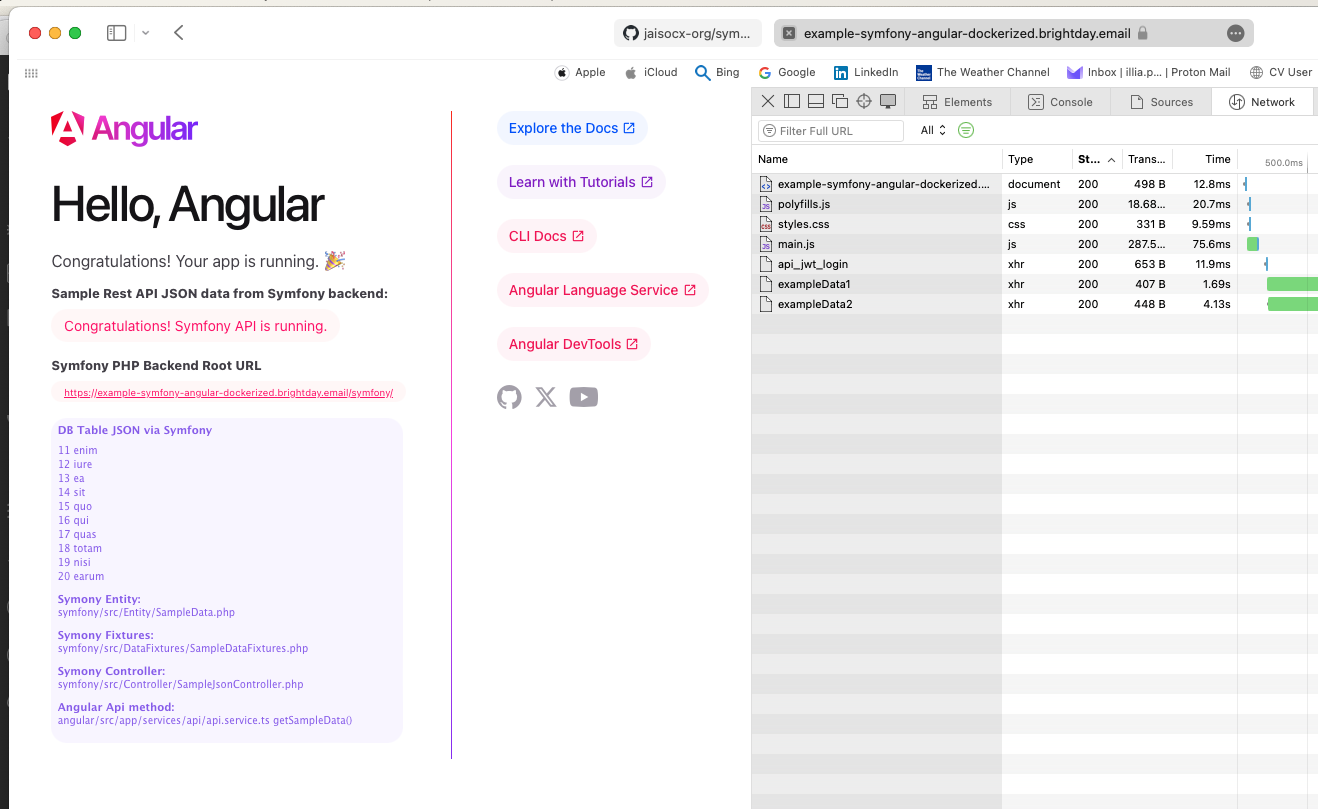 jaisocx-org/sym...
example-symfony-angular-dockerized.brightday.email
Apple
iCloud
Bing
Google
LinkedIn
The Weather Channel
Inbox | illia.p... | Proton Mail
CV User
Angular
Hello, Angular
Congratulations! Your app is running. 🎉
Sample Rest API JSON data from Symfony backend:
Congratulations! Symfony API is running.
Symfony PHP Backend Root URL
https://example-symfony-angular-dockerized.brightday.email/symfony/
DB Table JSON via Symfony
11 enim
12 iure
13 ea
14 sit
15 quo
16 qui
17 quas
18 totam
19 nisi
20 earum
Symony Entity:
symfony/src/Entity/SampleData.php
Symony Fixtures:
symfony/src/DataFixtures/SampleDataFixtures.php
Symony Controller:
symfony/src/Controller/SampleJsonController.php
Angular Api method:
angular/src/app/services/api/api.service.ts getSampleData()
Explore the Docs
Learn with Tutorials
CLI Docs
Angular Language Service
Angular DevTools
Elements
Console
Sources
Network
Filter Full URL
All
Name Type St... Trans... Time 500.0ms
example-symfony-angular-dockerized.... document 200 498 B 12.8ms
polyfills.js js 200 18.68... 20.7ms
styles.css css 200 331 B 9.59ms
main.js js 200 287.5... 75.6ms
api_jwt_login xhr 200 653 B 11.9ms
exampleData1 xhr 200 407 B 1.69s
exampleData2 xhr 200 448 B 4.13s